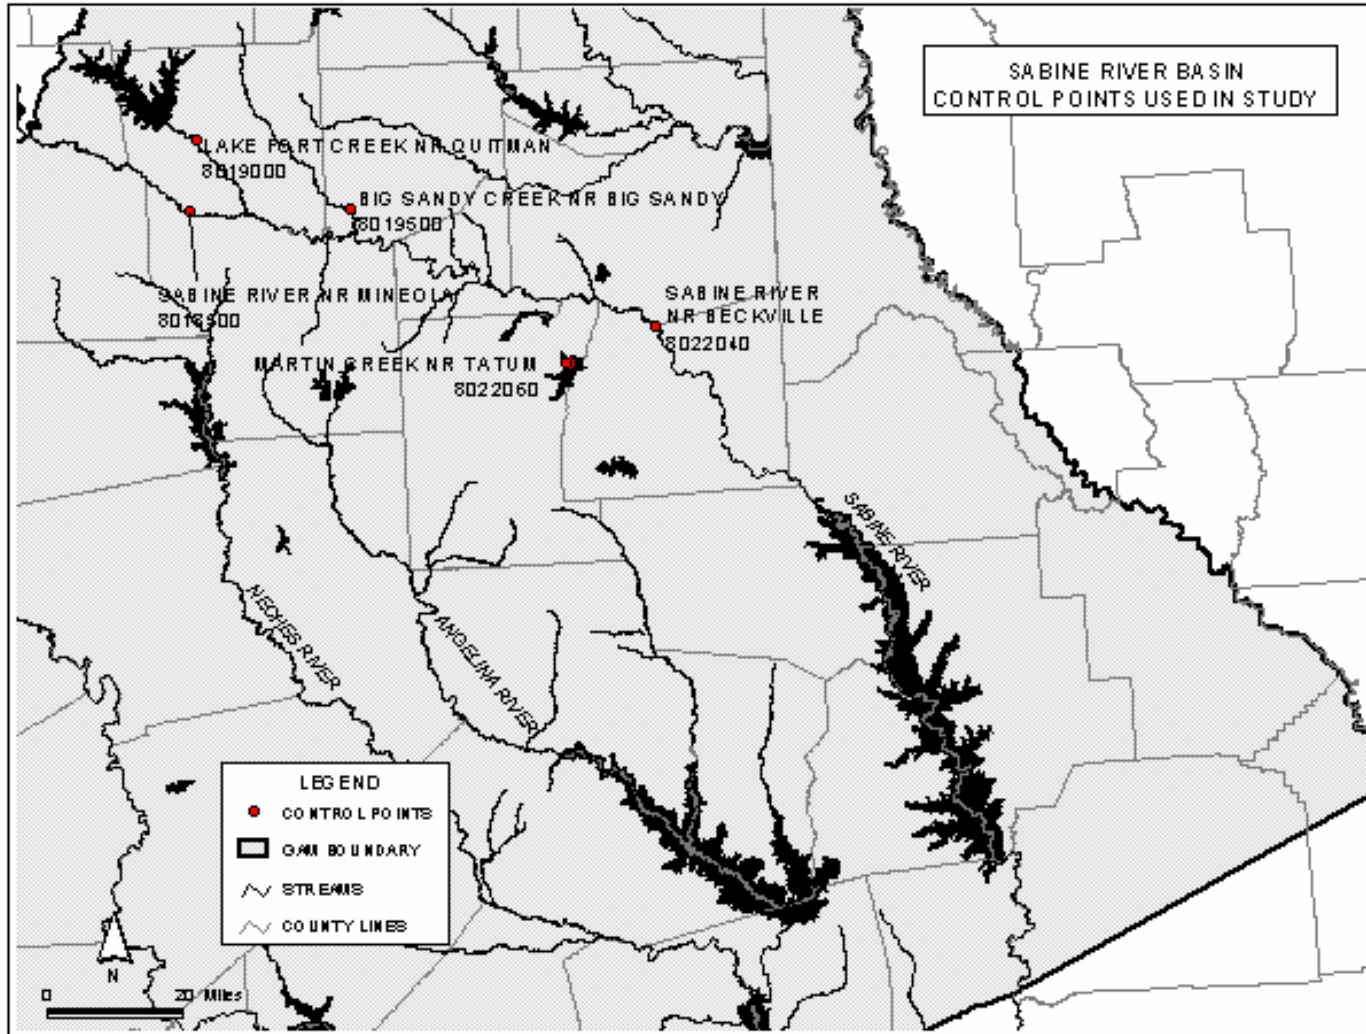 SABINE RIVER BASIN
CONTROL POINTS USED IN STUDY
LAKE FORT CREEK NR QUITMAN
8019000
BIG SANDY CREEK NR BIG SANDY
8019500
SABINE RIVER NR MINEOLA
SABINE RIVER
NR BECKVILLE
8022040
MARTIN CREEK NR TATUM
8022060
SABINE RIVER
NECHES RIVER
ANGELINA RIVER
LEGEND
CONTROL POINTS
GAM BOUNDARY
STREAMS
COUNTY LINES
N
0 20 Miles